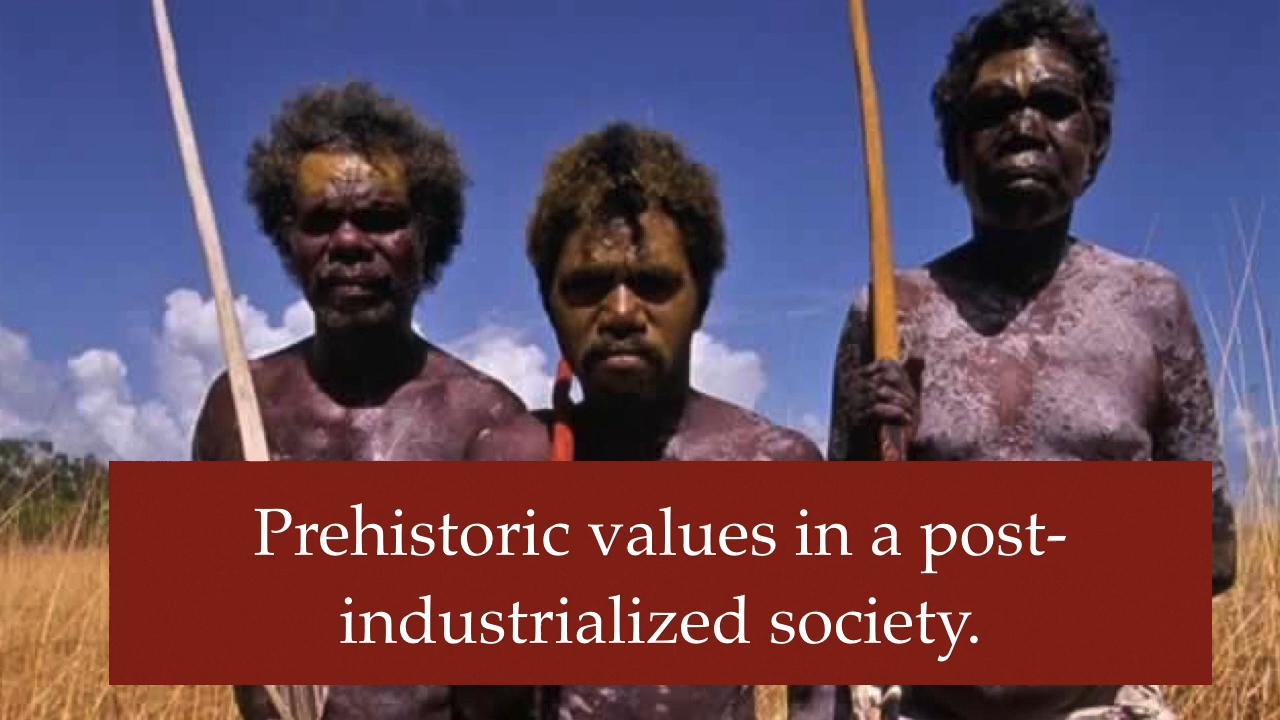 Prehistoric values in a post-
industrialized society.